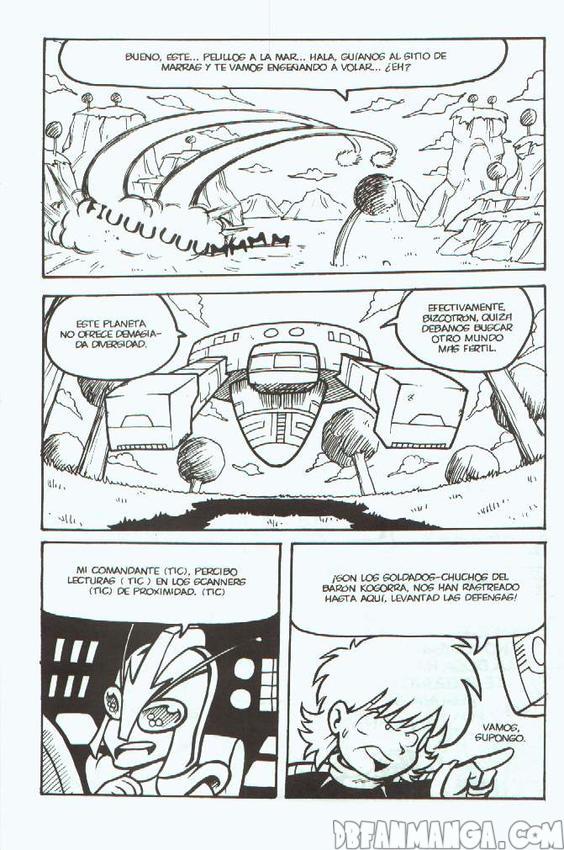 BUENO, ESTE... PELILLOS A LA MAR... HALA, GUÍANOS AL SITIO DE
MARRAS Y TE VAMOS ENSEÑANDO A VOLAR... ¿EH?
FIUUUUUUMMMMM
ESTE PLANETA
NO OFRECE DEMASIA-
DA DIVERSIDAD.
EFECTIVAMENTE,
BIZCOTRON, QUIZÁ
DEBAMOS BUSCAR
OTRO MUNDO
MAS FERTIL.
MI COMANDANTE (TIC), PERCIBO
LECTURAS ( TIC ) EN LOS SCANNERS
(TIC) DE PROXIMIDAD. (TIC)
¡SON LOS SOLDADOS-CHUCHOS DEL
BARÓN KOGORRA, NOS HAN RASTREADO
HASTA AQUÍ, LEVANTAD LAS DEFENSAS!
VAMOS,
SUPONGO.
DBFANMANGA.COM